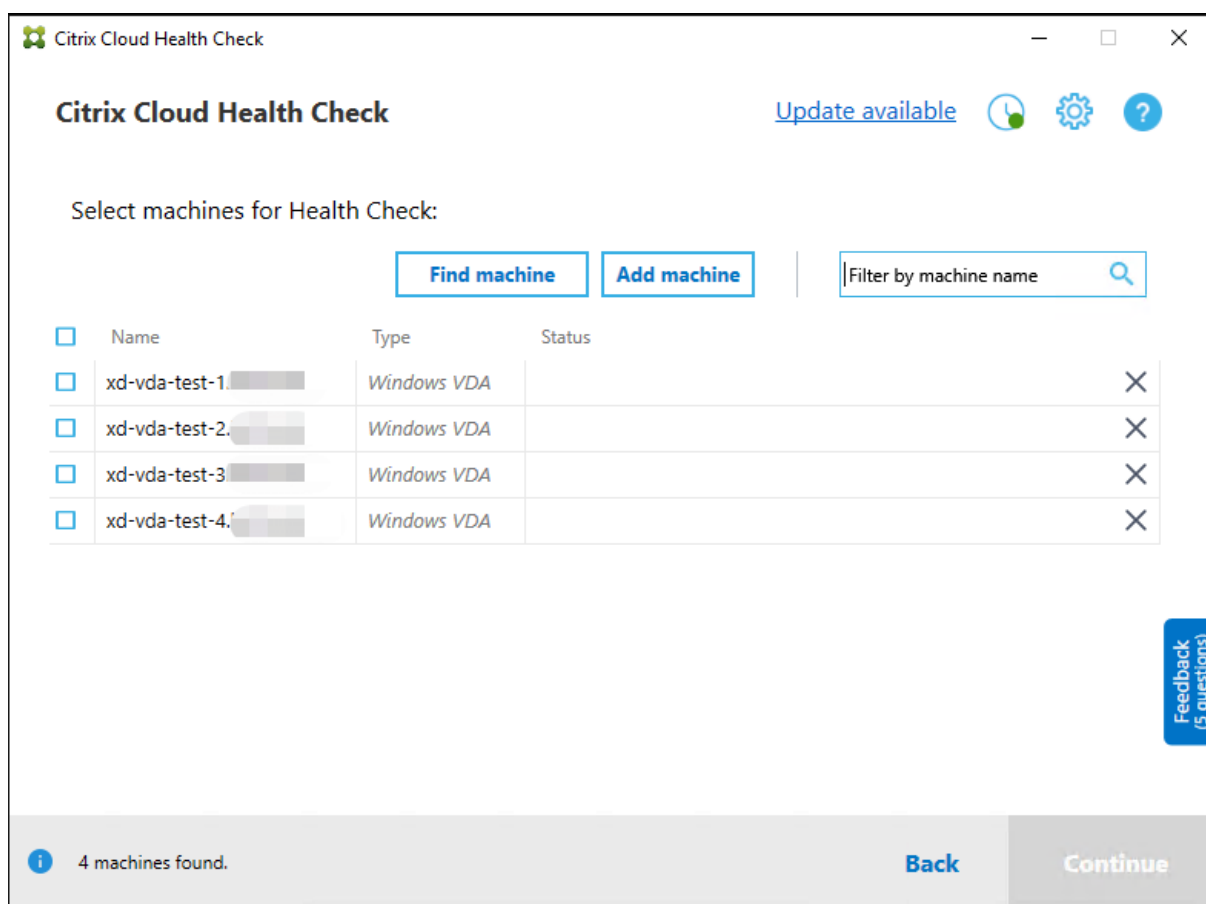 Citrix Cloud Health Check
Citrix Cloud Health Check
Update available
?
Select machines for Health Check:
Find machine
Add machine
Filter by machine name
Name Type Status
xd-vda-test-1. Windows VDA
xd-vda-test-2. Windows VDA
xd-vda-test-3 Windows VDA
xd-vda-test-4. Windows VDA
Feedback
(5 questions)
i
4 machines found.
Back
Continue